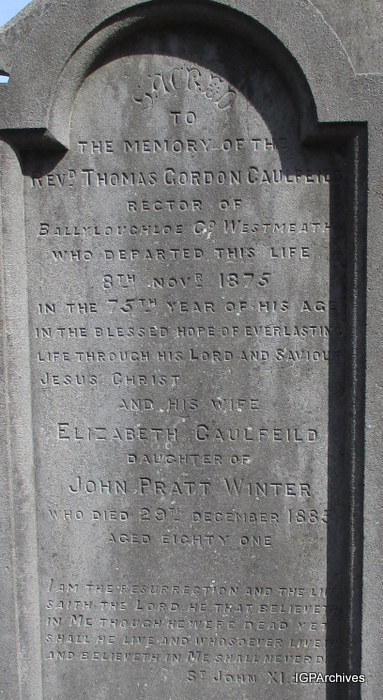 SACRED
TO
THE MEMORY OF THE
REVD THOMAS GORDON CAULFEILD
RECTOR OF
BALLYLOUGHLOE CO WESTMEATH
WHO DEPARTED THIS LIFE
8TH NOVR 1875
IN THE 75TH YEAR OF HIS AGE
IN THE BLESSED HOPE OF EVERLASTING
LIFE THROUGH HIS LORD AND SAVIOUR
JESUS CHRIST
AND HIS WIFE
ELIZABETH CAULFEILD
DAUGHTER OF
JOHN PRATT WINTER
WHO DIED 29TH DECEMBER 1885
AGED EIGHTY ONE
I AM THE RESURRECTION AND THE LI
SAITH THE LORD HE THAT BELIEVETH
IN ME THOUGH HE WERE DEAD YET
SHALL HE LIVE AND WHOSOEVER LIVE
AND BELIEVETH IN ME SHALL NEVER D
ST JOHN XI
IGPArchives